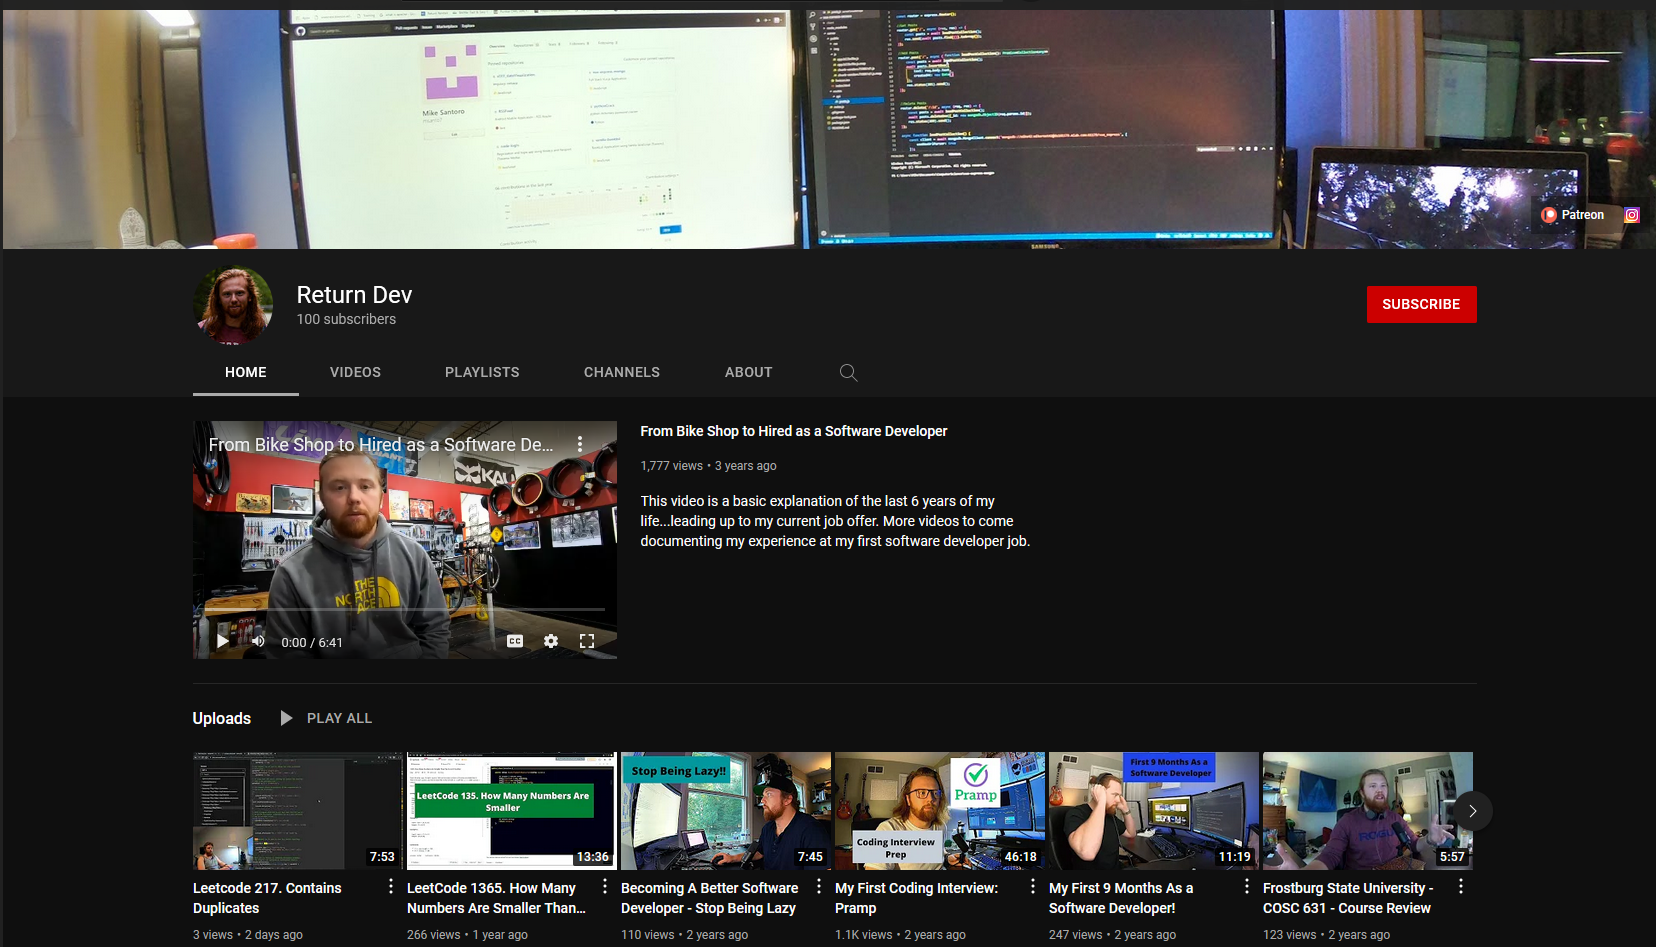 Mike Santoro
Patreon
Return Dev
100 subscribers
SUBSCRIBE
HOME
VIDEOS
PLAYLISTS
CHANNELS
ABOUT
From Bike Shop to Hired as a Software De...
KALI
THE
NORTH
FACE
0:00 / 6:41
CC
From Bike Shop to Hired as a Software Developer
1,777 views • 3 years ago
This video is a basic explanation of the last 6 years of my
life...leading up to my current job offer. More videos to come
documenting my experience at my first software developer job.
Uploads
PLAY ALL
7:53
Leetcode 217. Contains
Duplicates
3 views • 2 days ago
LeetCode 135. How Many Numbers Are
Smaller
13:36
LeetCode 1365. How Many
Numbers Are Smaller Than...
266 views • 1 year ago
Stop Being Lazy!!
7:45
Becoming A Better Software
Developer - Stop Being Lazy
110 views • 2 years ago
Pramp
Coding Interview
Prep
46:18
My First Coding Interview:
Pramp
1.1K views • 2 years ago
First 9 Months As a
Software Developer
11:19
My First 9 Months As a
Software Developer!
247 views • 2 years ago
5:57
Frostburg State University -
COSC 631 - Course Review
123 views • 2 years ago